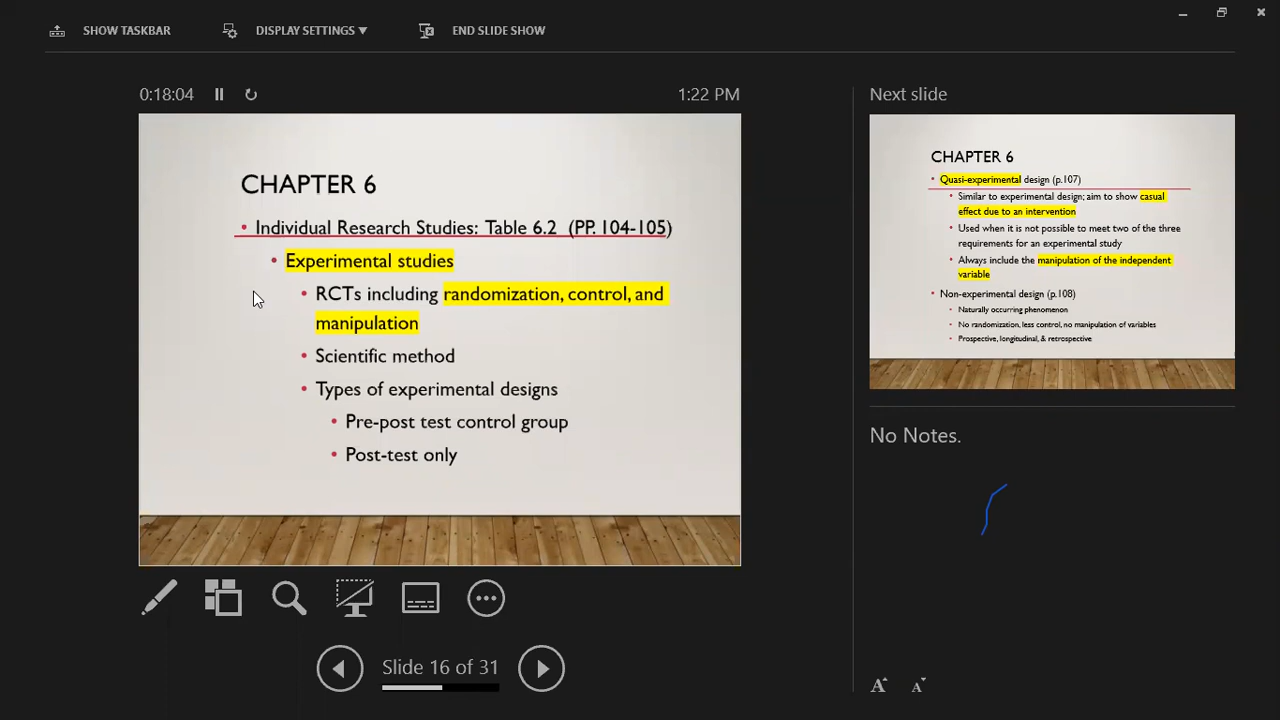 SHOW TASKBAR
DISPLAY SETTINGS ▼
END SLIDE SHOW
0:18:04
1:22 PM
CHAPTER 6
• Individual Research Studies: Table 6.2 (PP. 104-105)
• Experimental studies
• RCTs including randomization, control, and
manipulation
• Scientific method
• Types of experimental designs
• Pre-post test control group
• Post-test only
Slide 16 of 31
Next slide
CHAPTER 6
• Quasi-experimental design (p.107)
• Similar to experimental design; aim to show casual
effect due to an intervention
• Used when it is not possible to meet two of the three
requirements for an experimental study
• Always include the manipulation of the independent
variable
• Non-experimental design (p.108)
• Naturally occurring phenomenon
• No randomization, less control, no manipulation of variables
• Prospective, longitudinal, & retrospective
No Notes.
A A